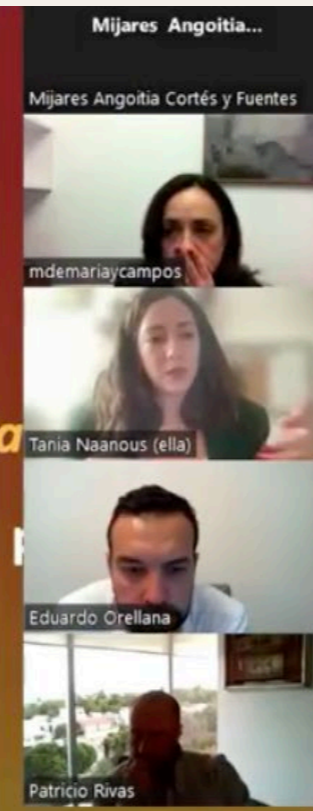 Mijares Angoitia...
Mijares Angoitia Cortés y Fuentes
mdemariaycampos
a
Tania Naanous (ella)
Eduardo Orellana
Patricio Rivas